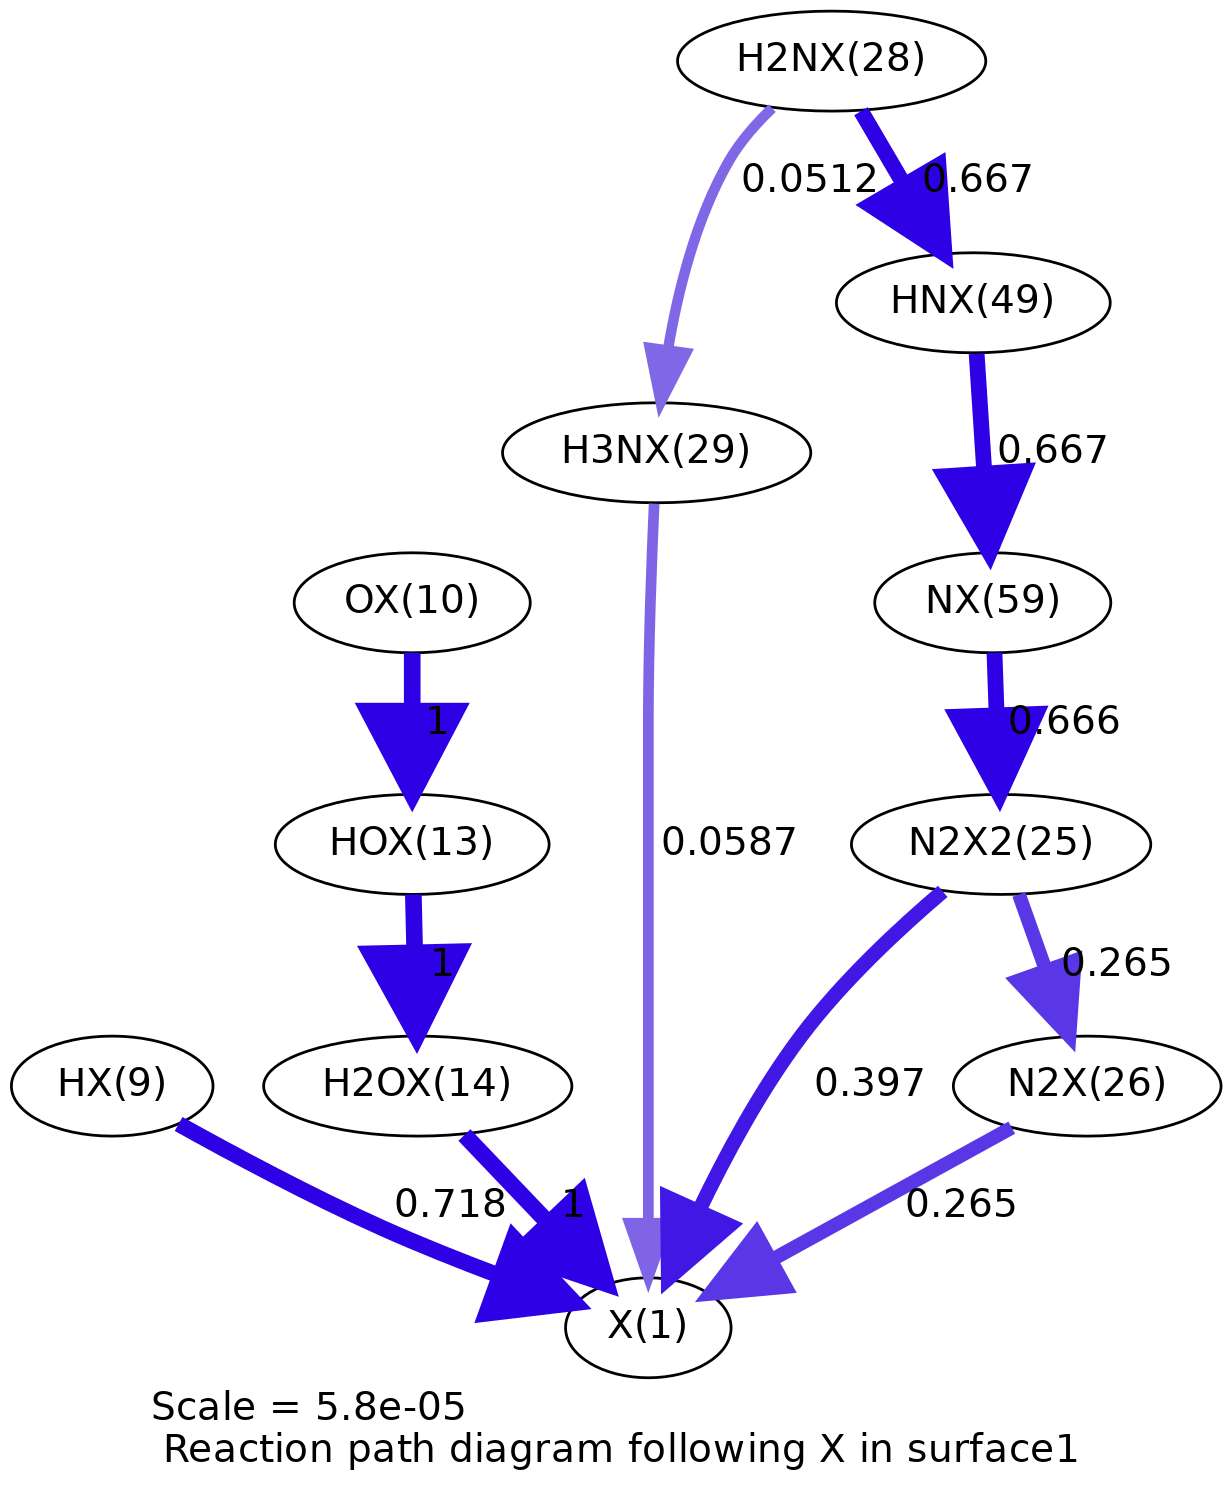 H2NX(28)
0.0512
0.667
HNX(49)
H3NX(29)
0.667
OX(10)
NX(59)
1
0.666
HOX(13)
0.0587
N2X2(25)
1
0.265
HX(9)
H2OX(14)
0.397
N2X(26)
0.718
1
0.265
X(1)
Scale = 5.8e-05
Reaction path diagram following X in surface1